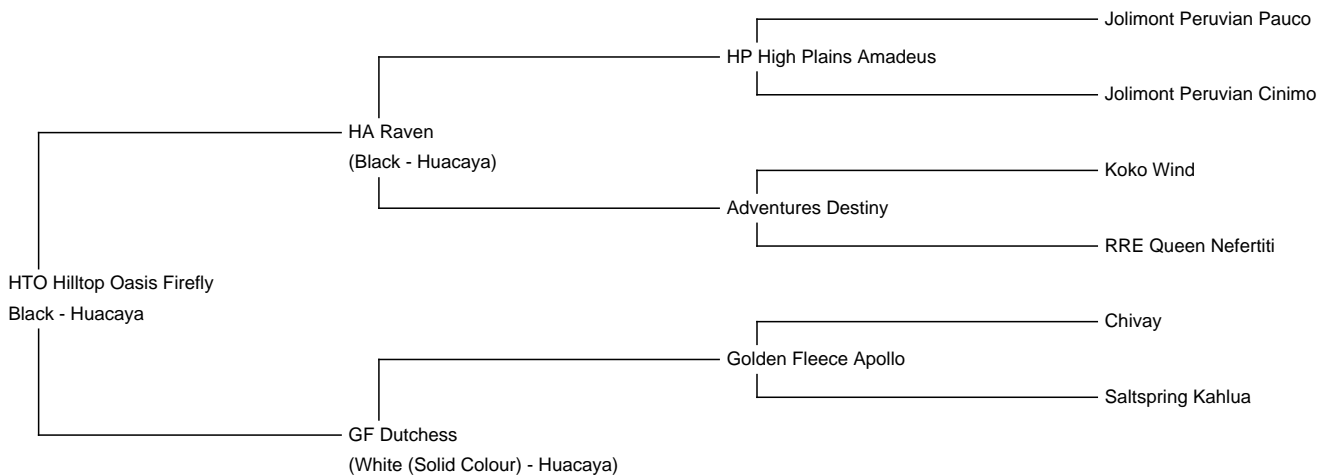 Jolimont Peruvian Pauco
HP High Plains Amadeus
Jolimont Peruvian Cinimo
HA Raven
(Black - Huacaya)
Koko Wind
Adventures Destiny
RRE Queen Nefertiti
HTO Hilltop Oasis Firefly
Black - Huacaya
Chivay
Golden Fleece Apollo
Saltspring Kahlua
GF Dutchess
(White (Solid Colour) - Huacaya)